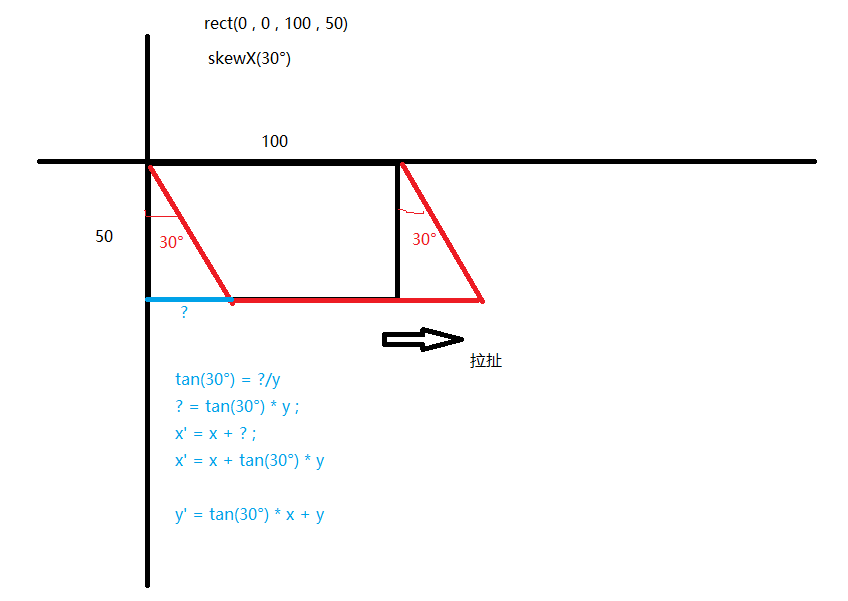 rect(0 , 0 , 100 , 50)
skewX(30°)
100
50
30°
30°
?
拉扯
tan(30°) = ?/y
? = tan(30°) * y ;
x' = x + ? ;
x' = x + tan(30°) * y
y' = tan(30°) * x + y